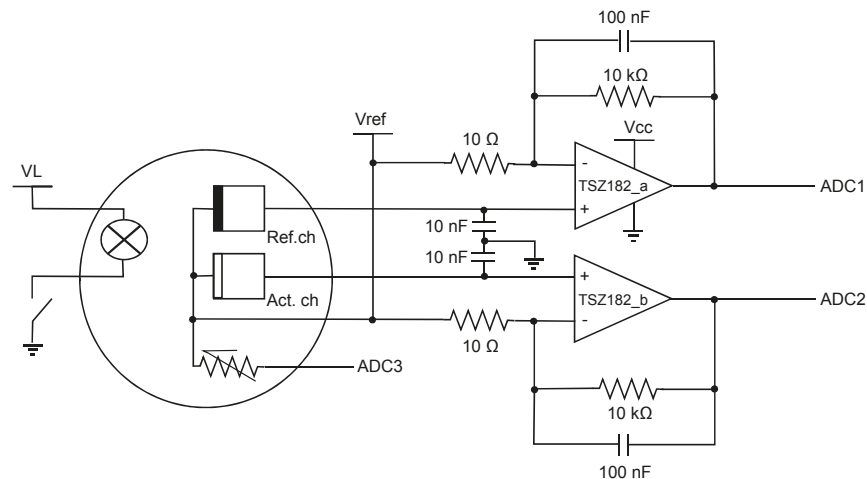 100 nF
10 kΩ
Vref
10 Ω
Vcc
VL
-
TSZ182_a
ADC1
+
Ref.ch
10 nF
10 nF
Act. ch
+
TSZ182_b
ADC2
-
10 Ω
ADC3
10 kΩ
100 nF